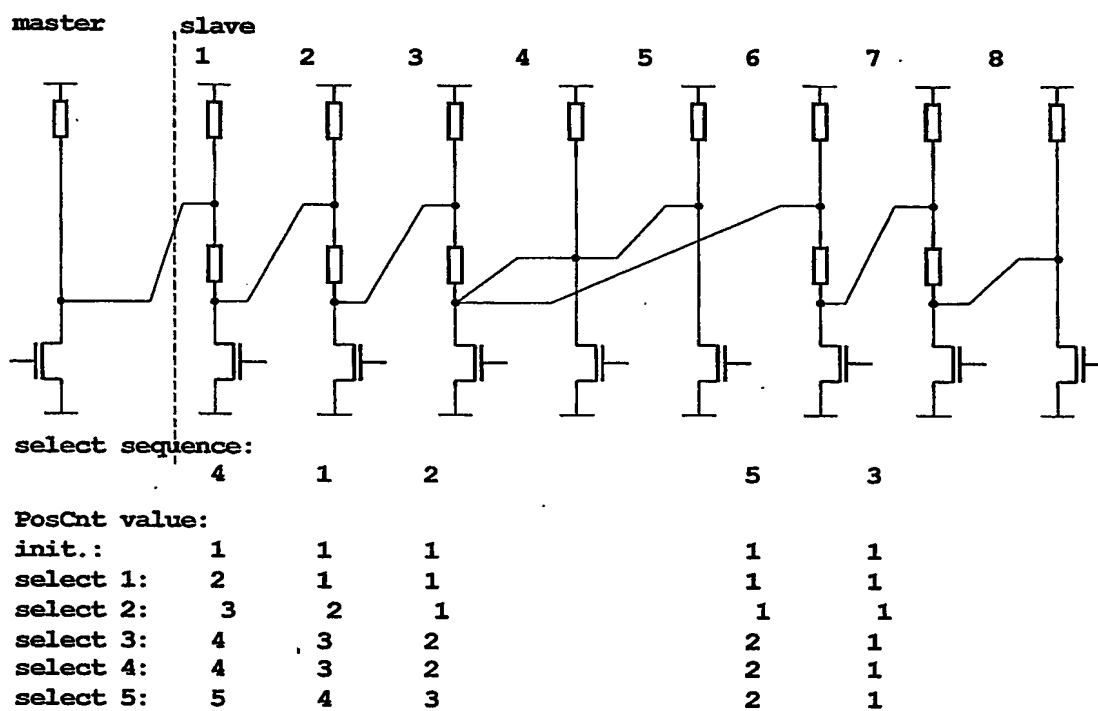 master
slave
1 2 3 4 5 6 7 8
select sequence:
4 1 2 5 3
PosCnt value:
init.: 1 1 1 1 1
select 1: 2 1 1 1 1
select 2: 3 2 1 1 1
select 3: 4 3 2 2 1
select 4: 4 3 2 2 1
select 5: 5 4 3 2 1